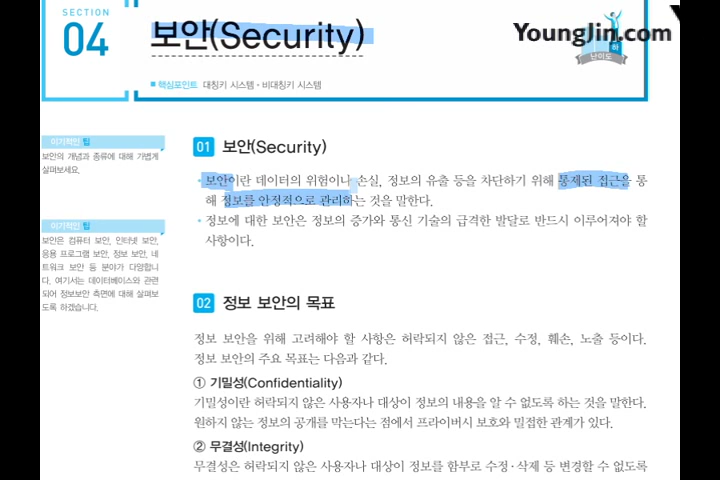 SECTION
04
보안(Security)
YoungJin.com
난이도
하
■ 핵심포인트 대칭키 시스템 - 비대칭키 시스템
이기적인 팁
보안의 개념과 종류에 대해 가볍게
살펴보세요.
이기적인 팁
보안은 컴퓨터 보안, 인터넷 보안,
응용 프로그램 보안, 정보 보안, 네
트워크 보안 등 분야가 다양합니
다. 여기서는 데이터베이스와 관련
되어 정보보안 측면에 대해 살펴보
도록 하겠습니다.
01 보안(Security)
• 보안이란 데이터의 위험이나 손실, 정보의 유출 등을 차단하기 위해 통제된 접근을 통
해 정보를 안정적으로 관리하는 것을 말한다.
• 정보에 대한 보안은 정보의 증가와 통신 기술의 급격한 발달로 반드시 이루어져야 할
사항이다.
02 정보 보안의 목표
정보 보안을 위해 고려해야 할 사항은 허락되지 않은 접근, 수정, 훼손, 노출 등이다.
정보 보안의 주요 목표는 다음과 같다.
① 기밀성(Confidentiality)
기밀성이란 허락되지 않은 사용자나 대상이 정보의 내용을 알 수 없도록 하는 것을 말한다.
원하지 않는 정보의 공개를 막는다는 점에서 프라이버시 보호와 밀접한 관계가 있다.
② 무결성(Integrity)
무결성은 허락되지 않은 사용자나 대상이 정보를 함부로 수정·삭제 등 변경할 수 없도록